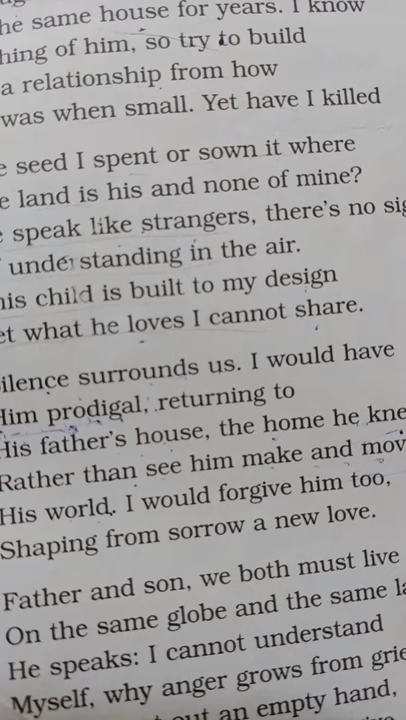 he same house for years. I know
hing of him, so try to build
a relationship from how
was when small. Yet have I killed
e seed I spent or sown it where
e land is his and none of mine?
speak like strangers, there's no sig
understanding in the air.
his child is built to my design
et what he loves I cannot share.
ilence surrounds us. I would have
Him prodigal, returning to
His father's house, the home he kne
Rather than see him make and mov
His world. I would forgive him too,
Shaping from sorrow a new love.
Father and son, we both must live
On the same globe and the same la
He speaks: I cannot understand
Myself, why anger grows from grie
out an empty hand,